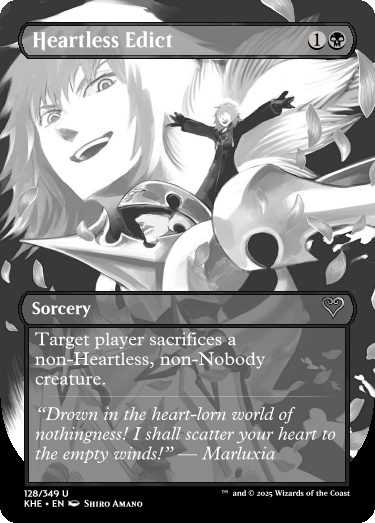 Heartless Edict 1
Sorcery
Target player sacrifices a
non-Heartless, non-Nobody
creature.
“Drown in the heart-lorn world of
nothingness! I shall scatter your heart to
the empty winds!” — Marluxia
128/349 U
KHE • EN Shiro Amano
™ and © 2025 Wizards of the Coast